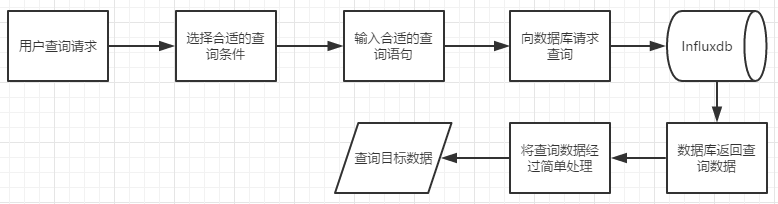 用户查询请求
选择合适的查
询条件
输入合适的查
询语句
向数据库请求
查询
Influxdb
数据库返回查
询数据
将查询数据经
过简单处理
查询目标数据